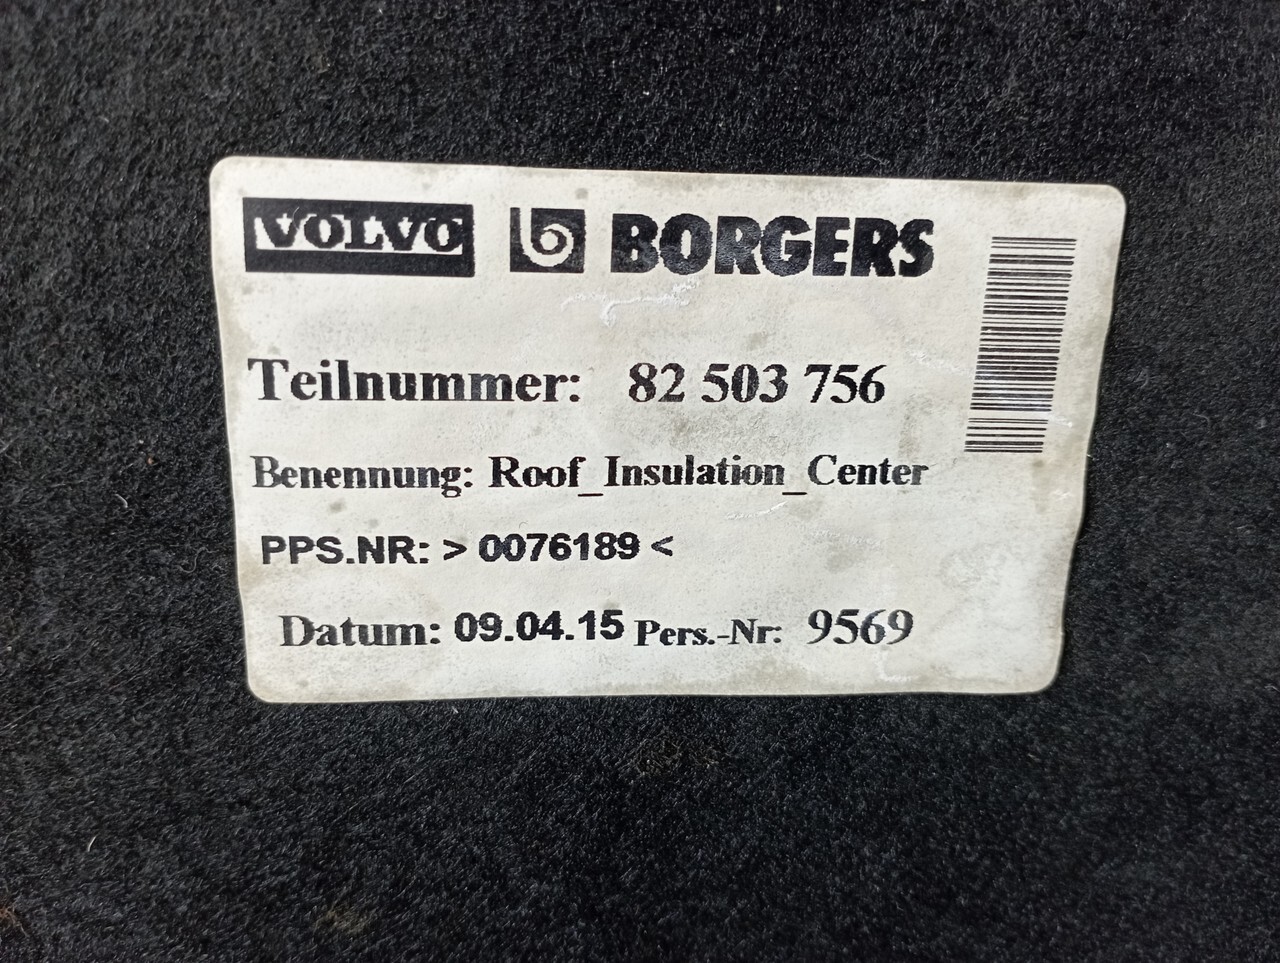 VOLVO BORGERS
Teilnummer: 82 503 756
Benennung: Roof_Insulation_Center
PPS.NR: > 0076189 <
Datum: 09.04.15 Pers.-Nr: 9569